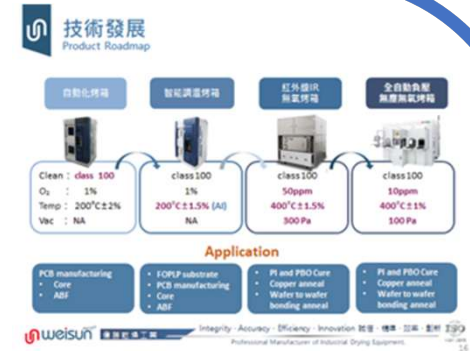 技術發展
Product Roadmap
自動化烤箱
智能調溫烤箱
紅外線IR
無氧烤箱
全自動負壓
無塵無氧烤箱
Clean : class 100
O₂ : 1%
Temp : 200°C±2%
Vac : NA
class100
1%
200°C±1.5% (AI)
NA
class100
50ppm
400°C±1.5%
300 Pa
class100
10ppm
400°C±1%
100 Pa
Application
PCB manufacturing
• Core
• ABF
• FOPLP substrate
• PCB manufacturing
• Core
• ABF
• PI and PBO Cure
• Copper anneal
• Wafer to wafer
bonding anneal
• PI and PBO Cure
• Copper anneal
• Wafer to wafer
bonding anneal
weisun
Integrity · Accuracy · Efficiency · Innovation
Professional Manufacturer of Industrial Drying Equipment.